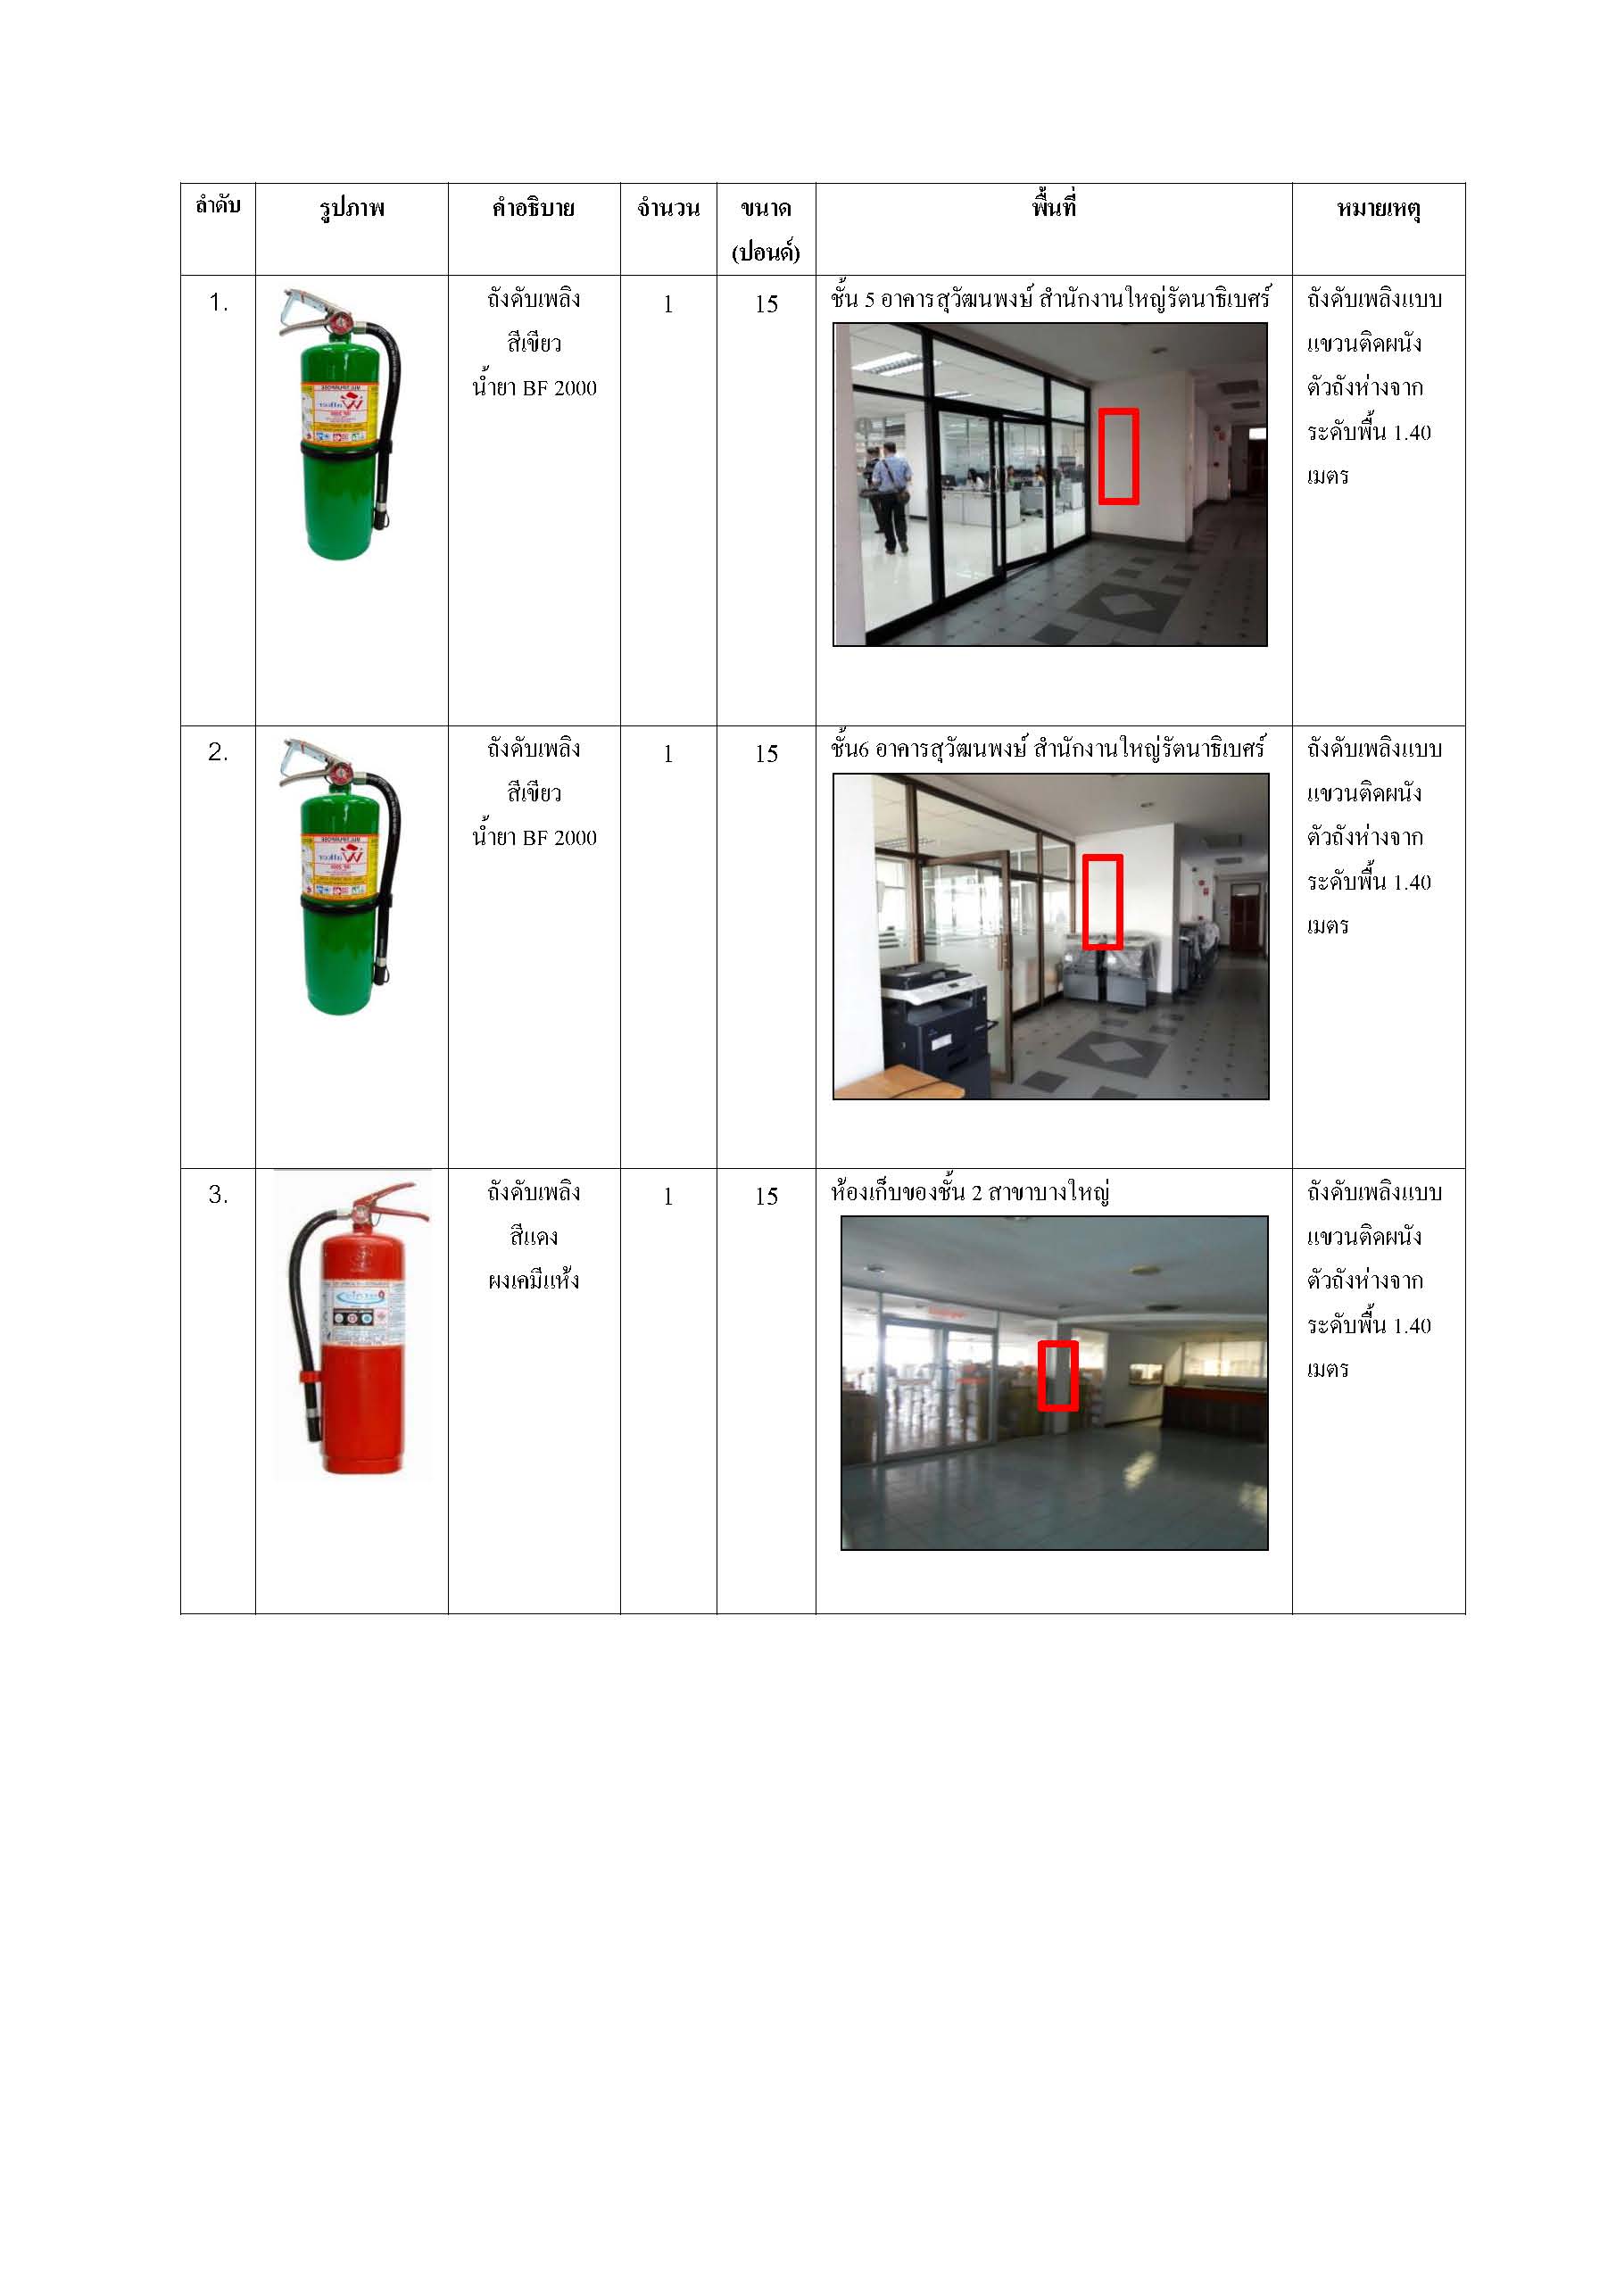 ลำดับ รูปภาพ คำอธิบาย จำนวน ขนาด (ปอนด์) พื้นที่ หมายเหตุ
1.
ถังดับเพลิง
สีเขียว
น้ำยา BF 2000
1
15
ชั้น 5 อาคารสุวัฒนพงษ์ สำนักงานใหญ่รัตนาธิเบศร์
ถังดับเพลิงแบบ
แขวนติดผนัง
ตัวถังห่างจาก
ระดับพื้น 1.40
เมตร
2.
ถังดับเพลิง
สีเขียว
น้ำยา BF 2000
1
15
ชั้น6 อาคารสุวัฒนพงษ์ สำนักงานใหญ่รัตนาธิเบศร์
ถังดับเพลิงแบบ
แขวนติดผนัง
ตัวถังห่างจาก
ระดับพื้น 1.40
เมตร
3.
ถังดับเพลิง
สีแดง
ผงเคมีแห้ง
1
15
ห้องเก็บของชั้น 2 สาขาบางใหญ่
ถังดับเพลิงแบบ
แขวนติดผนัง
ตัวถังห่างจาก
ระดับพื้น 1.40
เมตร